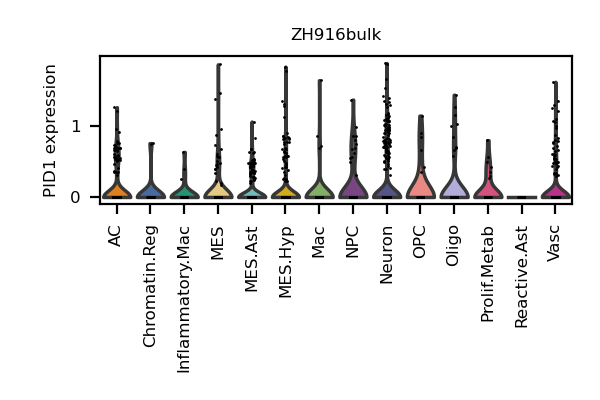 ZH916bulk
PID1 expression
1
0
AC
Chromatin.Reg
Inflammatory.Mac
MES
MES.Ast
MES.Hyp
Mac
NPC
Neuron
OPC
Oligo
Prolif.Metab
Reactive.Ast
Vasc